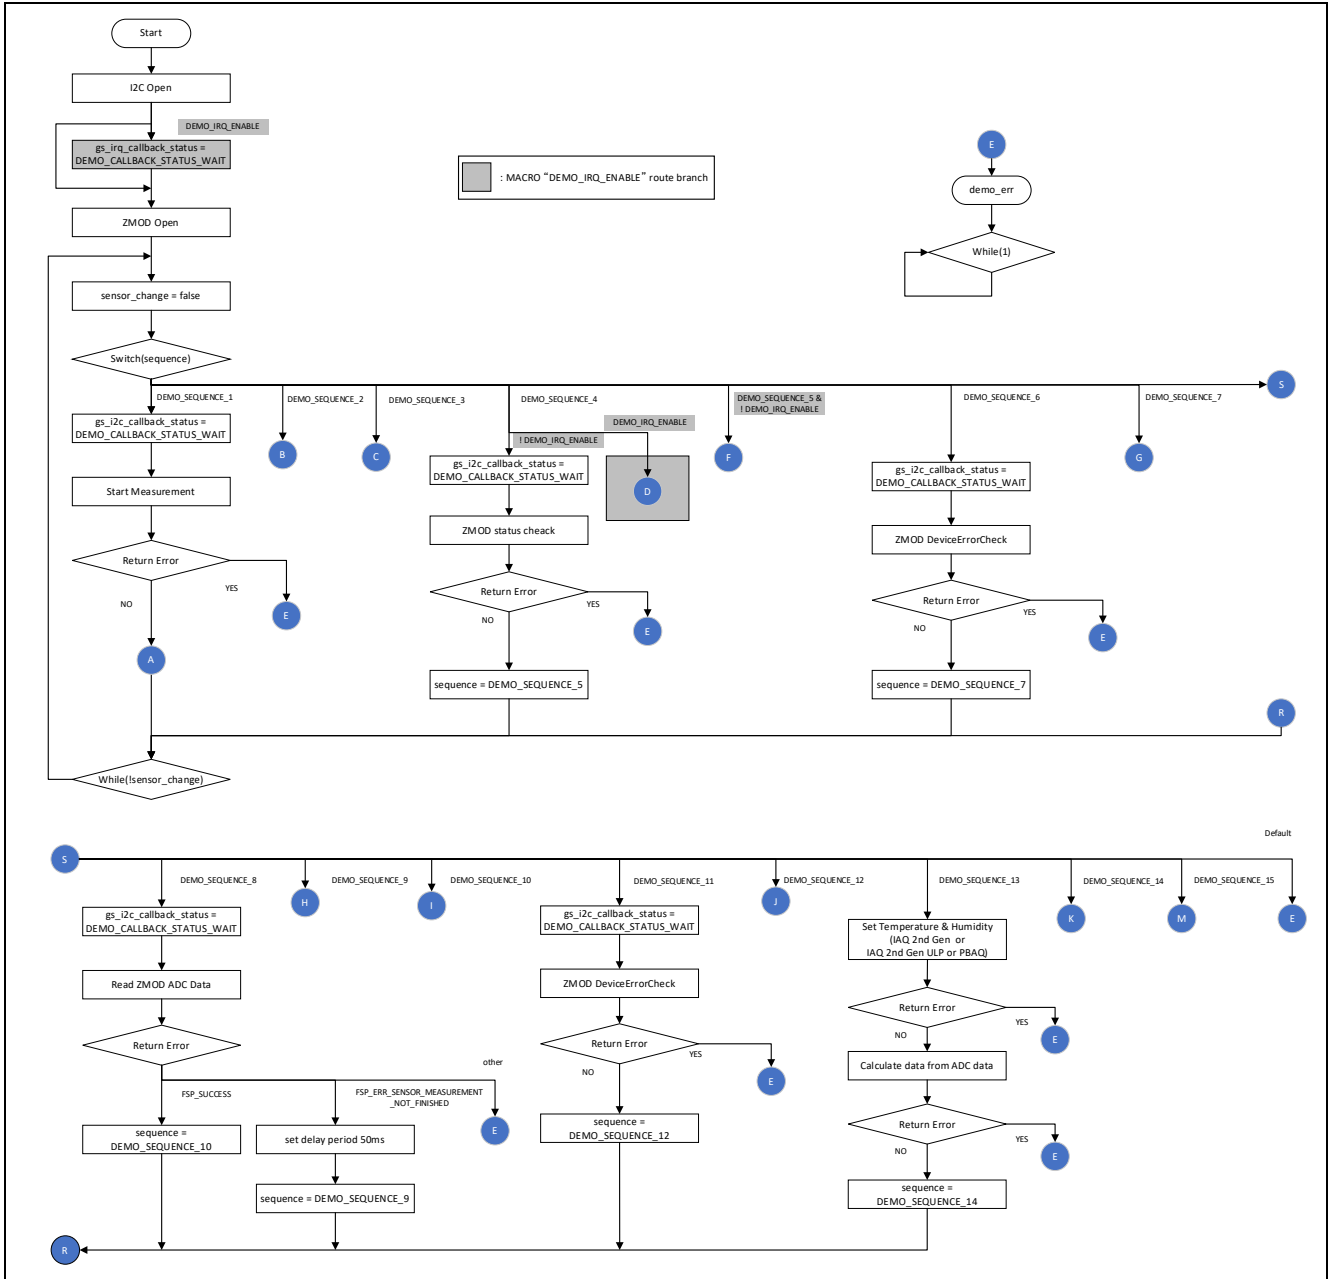 Start
I2C Open
DEMO_IRQ_ENABLE
gs_irq_callback_status =
DEMO_CALLBACK_STATUS_WAIT
: MACRO “DEMO_IRQ_ENABLE” route branch
E
demo_err
While(1)
ZMOD Open
sensor_change = false
Switch(sequence)
S
DEMO_SEQUENCE_1
DEMO_SEQUENCE_2
DEMO_SEQUENCE_3
DEMO_SEQUENCE_4
DEMO_SEQUENCE_5 &
! DEMO_IRQ_ENABLE
DEMO_SEQUENCE_6
DEMO_SEQUENCE_7
DEMO_IRQ_ENABLE
! DEMO_IRQ_ENABLE
gs_i2c_callback_status =
DEMO_CALLBACK_STATUS_WAIT
B
C
gs_i2c_callback_status =
DEMO_CALLBACK_STATUS_WAIT
D
F
gs_i2c_callback_status =
DEMO_CALLBACK_STATUS_WAIT
G
Start Measurement
ZMOD status cheack
ZMOD DeviceErrorCheck
Return Error
YES
NO
E
Return Error
YES
NO
E
Return Error
YES
NO
E
A
sequence = DEMO_SEQUENCE_5
sequence = DEMO_SEQUENCE_7
R
While(!sensor_change)
Default
S
DEMO_SEQUENCE_8
DEMO_SEQUENCE_9
DEMO_SEQUENCE_10
DEMO_SEQUENCE_11
DEMO_SEQUENCE_12
DEMO_SEQUENCE_13
DEMO_SEQUENCE_14
DEMO_SEQUENCE_15
H
I
J
K
M
E
gs_i2c_callback_status =
DEMO_CALLBACK_STATUS_WAIT
gs_i2c_callback_status =
DEMO_CALLBACK_STATUS_WAIT
Set Temperature & Humidity
(IAQ 2nd Gen or
IAQ 2nd Gen ULP or PBAQ)
Read ZMOD ADC Data
ZMOD DeviceErrorCheck
Return Error
YES
NO
E
Return Error
other
FSP_SUCCESS
FSP_ERR_SENSOR_MEASUREMENT
_NOT_FINISHED
E
Return Error
YES
NO
E
Calculate data from ADC data
sequence =
DEMO_SEQUENCE_10
set delay period 50ms
sequence =
DEMO_SEQUENCE_12
Return Error
YES
NO
E
sequence = DEMO_SEQUENCE_9
sequence =
DEMO_SEQUENCE_14
R